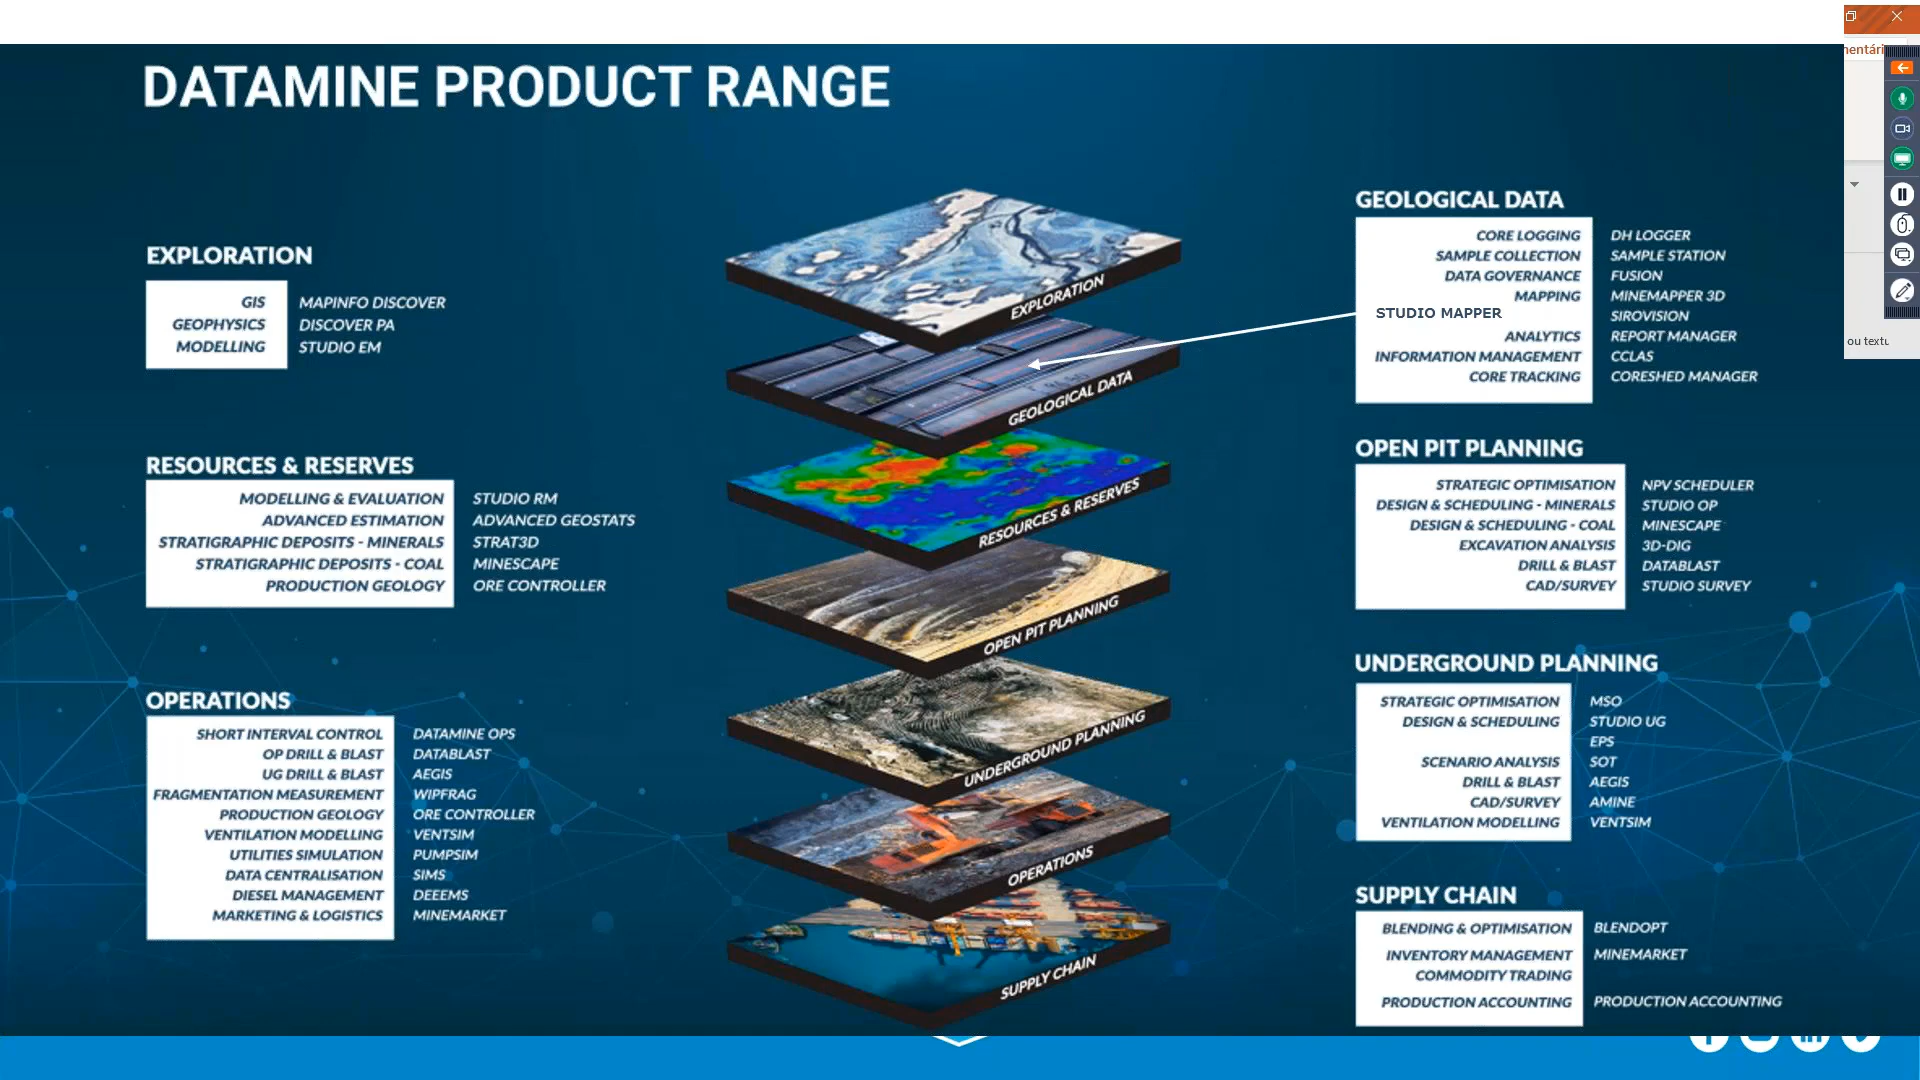 DATAMINE PRODUCT RANGE
EXPLORATION
GIS MAPINFO DISCOVER
GEOPHYSICS DISCOVER PA
MODELLING STUDIO EM
RESOURCES & RESERVES
MODELLING & EVALUATION STUDIO RM
ADVANCED ESTIMATION ADVANCED GEOSTATS
STRATIGRAPHIC DEPOSITS - MINERALS STRAT3D
STRATIGRAPHIC DEPOSITS - COAL MINESCAPE
PRODUCTION GEOLOGY ORE CONTROLLER
OPERATIONS
SHORT INTERVAL CONTROL DATAMINE OPS
OP DRILL & BLAST DATABLAST
UG DRILL & BLAST AEGIS
FRAGMENTATION MEASUREMENT WIPFRAG
PRODUCTION GEOLOGY ORE CONTROLLER
VENTILATION MODELLING VENTSIM
UTILITIES SIMULATION PUMPSIM
DATA CENTRALISATION SIMS
DIESEL MANAGEMENT DEEEMS
MARKETING & LOGISTICS MINEMARKET
EXPLORATION
GEOLOGICAL DATA
RESOURCES & RESERVES
OPEN PIT PLANNING
UNDERGROUND PLANNING
OPERATIONS
SUPPLY CHAIN
GEOLOGICAL DATA
CORE LOGGING DH LOGGER
SAMPLE COLLECTION SAMPLE STATION
DATA GOVERNANCE FUSION
MAPPING MINEMAPPER 3D
STUDIO MAPPER SIROVISION
ANALYTICS REPORT MANAGER
INFORMATION MANAGEMENT CCLAS
CORE TRACKING CORESHED MANAGER
OPEN PIT PLANNING
STRATEGIC OPTIMISATION NPV SCHEDULER
DESIGN & SCHEDULING - MINERALS STUDIO OP
DESIGN & SCHEDULING - COAL MINESCAPE
EXCAVATION ANALYSIS 3D-DIG
DRILL & BLAST DATABLAST
CAD/SURVEY STUDIO SURVEY
UNDERGROUND PLANNING
STRATEGIC OPTIMISATION MSO
DESIGN & SCHEDULING STUDIO UG
EPS
SCENARIO ANALYSIS SOT
DRILL & BLAST AEGIS
CAD/SURVEY AMINE
VENTILATION MODELLING VENTSIM
SUPPLY CHAIN
BLENDING & OPTIMISATION BLENDOPT
INVENTORY MANAGEMENT MINEMARKET
COMMODITY TRADING
PRODUCTION ACCOUNTING PRODUCTION ACCOUNTING
mentári
ou textu